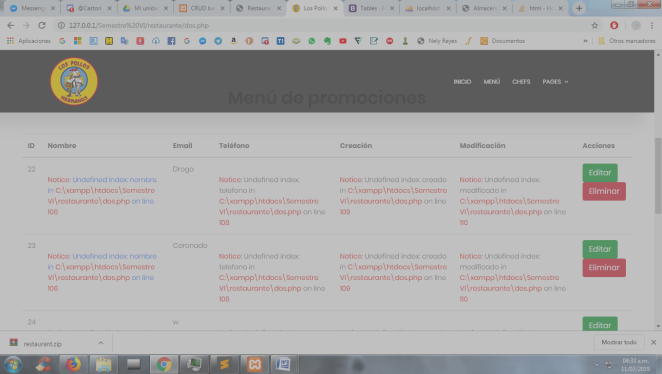 Messeng
@Cartori
Mi unida
CRUD b
Restaura
Los Pollo
Tables ·
localhost
Almacen
html - H
127.0.0.1/Semestre%20VI/restaurante/dos.php
Aplicaciones
Nely Reyes
Documentos
Otros marcadores
LOS POLLOS
HERMANOS
INICIO MENÚ CHEFS PAGES
Menú de promociones
ID Nombre Email Teléfono Creación Modificación Acciones
22
Notice: Undefined index: nombre
in C:\xampp\htdocs\Semestre
VI\restaurante\dos.php on line
106
Drogo
Notice: Undefined index:
telefono in
C:\xampp\htdocs\Semestre
VI\restaurante\dos.php on line
108
Notice: Undefined index: creado
in C:\xampp\htdocs\Semestre
VI\restaurante\dos.php on line
109
Notice: Undefined index:
modificado in
C:\xampp\htdocs\Semestre
VI\restaurante\dos.php on line
110
Editar
Eliminar
23
Notice: Undefined index: nombre
in C:\xampp\htdocs\Semestre
VI\restaurante\dos.php on line
106
Coronado
Notice: Undefined index:
telefono in
C:\xampp\htdocs\Semestre
VI\restaurante\dos.php on line
108
Notice: Undefined index: creado
in C:\xampp\htdocs\Semestre
VI\restaurante\dos.php on line
109
Notice: Undefined index:
modificado in
C:\xampp\htdocs\Semestre
VI\restaurante\dos.php on line
110
Editar
Eliminar
24
w
Editar
restaurant.zip
Mostrar todo
11/02/2019